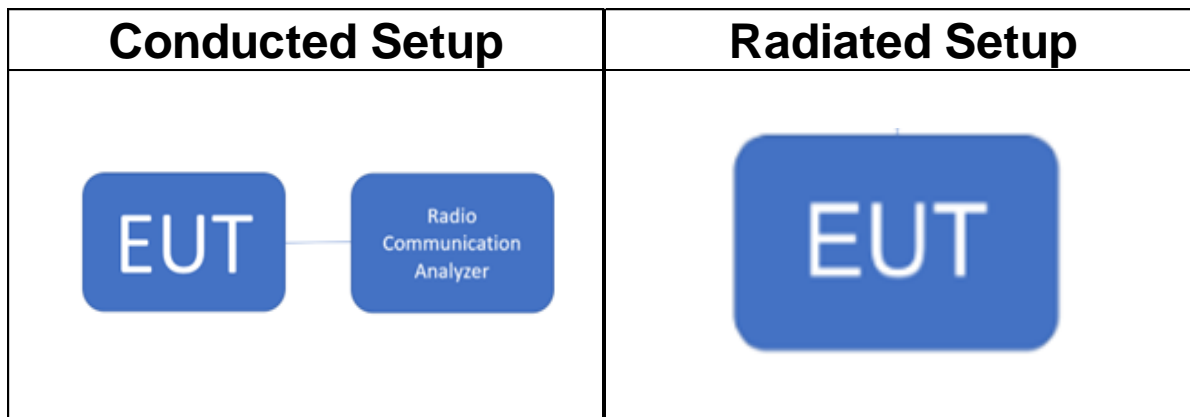 Conducted Setup
Radiated Setup
EUT
Radio
Communication
Analyzer
EUT